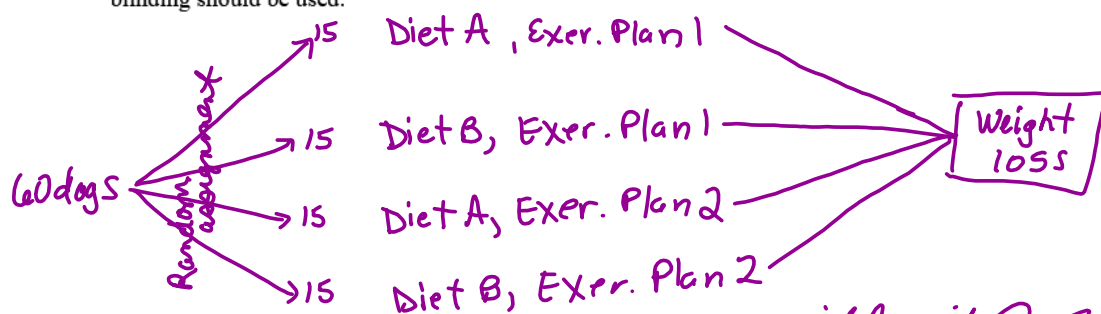 blinding should be used.
15 Diet A, Exer. Plan 1
15 Diet B, Exer. Plan 1
Weight
loss
60 dogs
Random
assignment
15 Diet A, Exer. Plan 2
15 Diet B, Exer. Plan 2